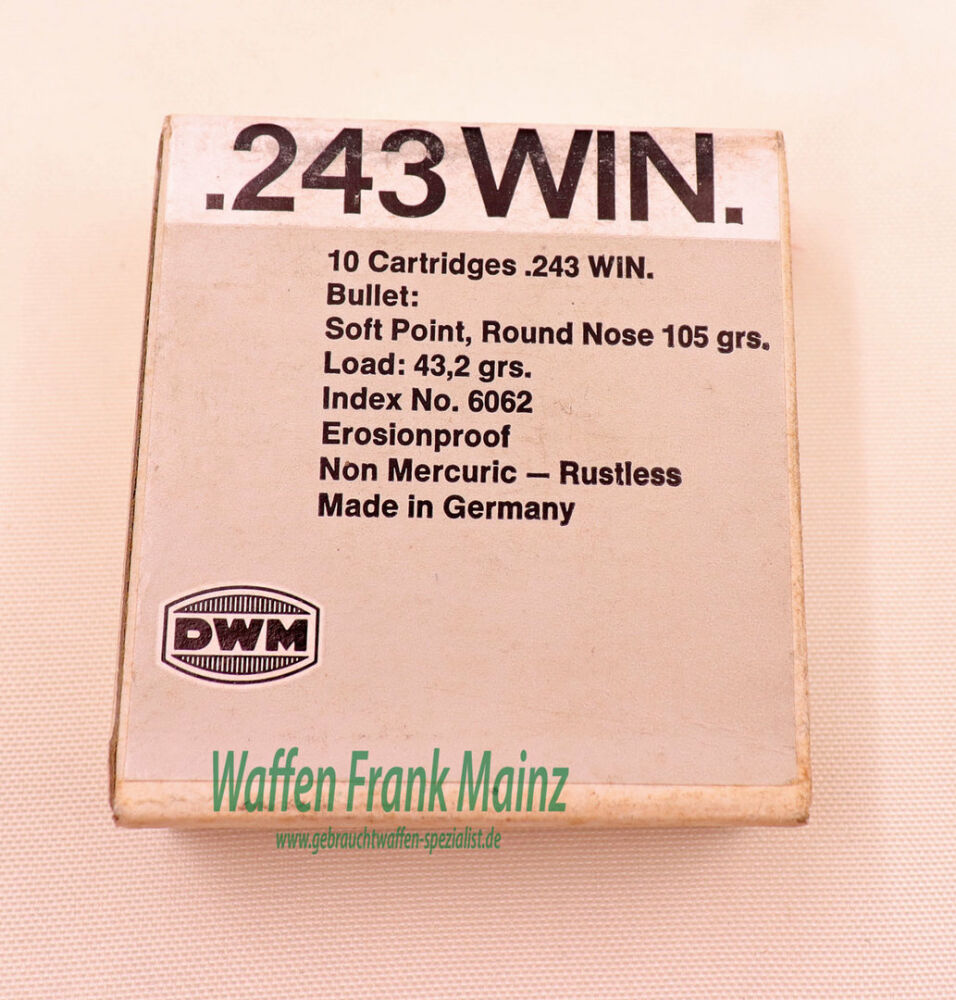 .243 WIN.
10 Cartridges .243 WIN.
Bullet:
Soft Point, Round Nose 105 grs.
Load: 43,2 grs.
Index No. 6062
Erosionproof
Non Mercuric — Rustless
Made in Germany
DWM
Waffen Frank Mainz
www.gebrauchtwaffen-spezialist.de